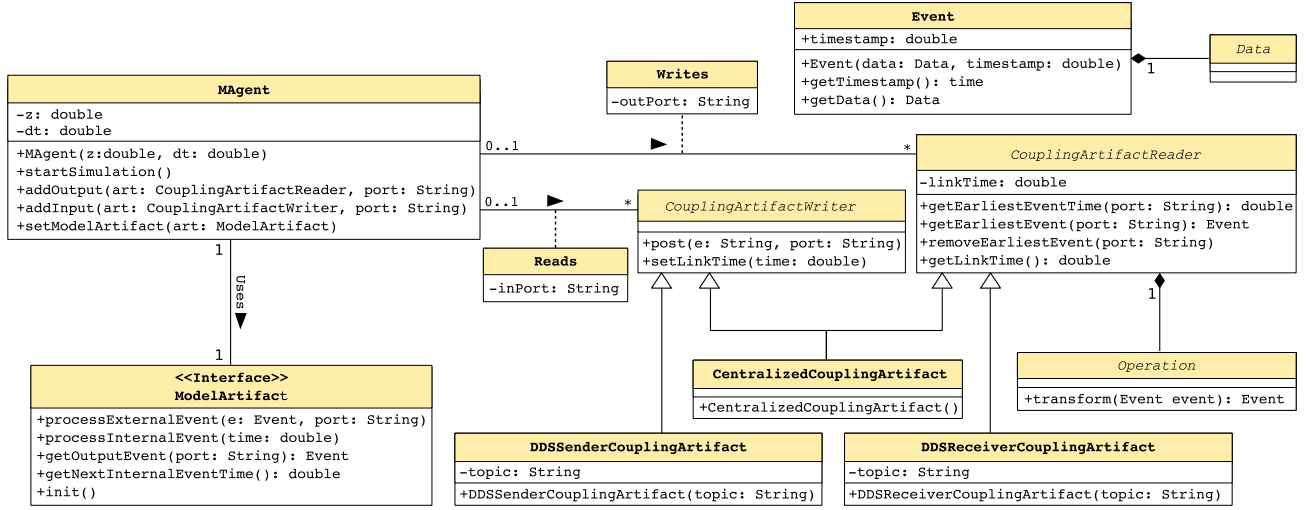 Event
+timestamp: double
+Event(data: Data, timestamp: double)
+getTimestamp(): time
+getData(): Data
1
Data
MAgent
-z: double
-dt: double
+MAgent(z:double, dt: double)
+startSimulation()
+addOutput(art: CouplingArtifactReader, port: String)
+addInput(art: CouplingArtifactWriter, port: String)
+setModelArtifact(art: ModelArtifact)
Writes
-outPort: String
0..1
*
0..1
*
Reads
-inPort: String
CouplingArtifactWriter
+post(e: String, port: String)
+setLinkTime(time: double)
CouplingArtifactReader
-linkTime: double
+getEarliestEventTime(port: String): double
+getEarliestEvent(port: String): Event
+removeEarliestEvent(port: String)
+getLinkTime(): double
1
Uses
1
<<Interface>>
ModelArtifact
+processExternalEvent(e: Event, port: String)
+processInternalEvent(time: double)
+getOutputEvent(port: String): Event
+getNextInternalEventTime(): double
+init()
CentralizedCouplingArtifact
+CentralizedCouplingArtifact()
1
Operation
+transform(Event event): Event
DDSSenderCouplingArtifact
-topic: String
+DDSSenderCouplingArtifact(topic: String)
DDSReceiverCouplingArtifact
-topic: String
+DDSReceiverCouplingArtifact(topic: String)